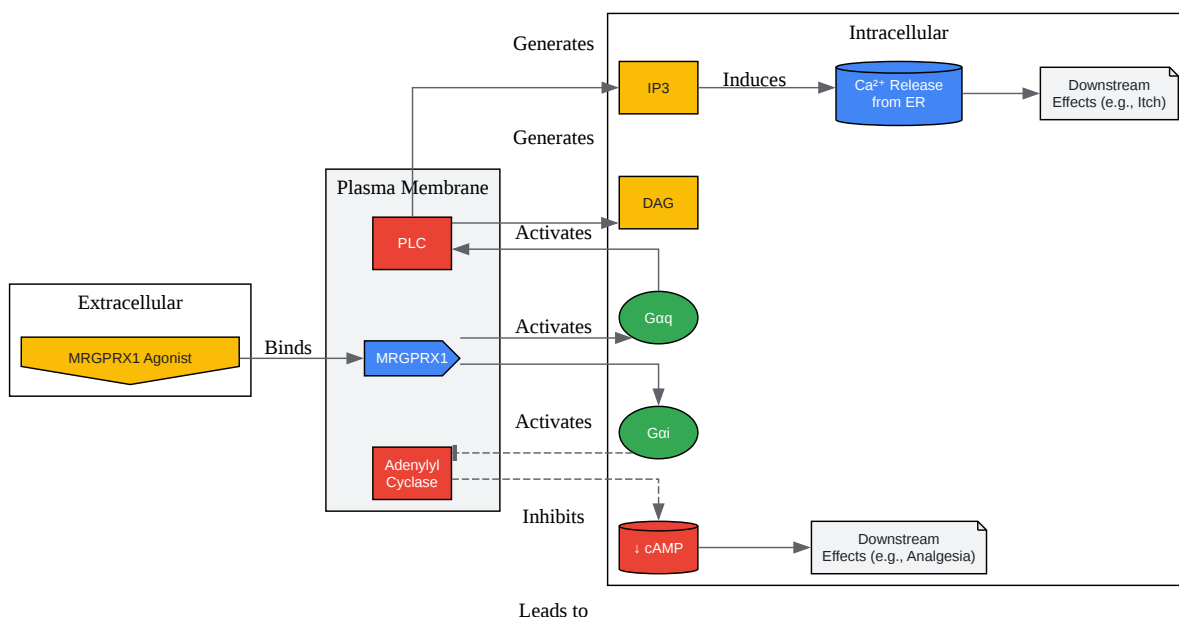 Generates
Intracellular
IP3
Induces
Ca²⁺ Release
from ER
Downstream
Effects (e.g., Itch)
Generates
Plasma Membrane
DAG
PLC
Activates
Extracellular
Gαq
MRGPRX1 Agonist
Binds
MRGPRX1
Activates
Activates
Gαi
Adenylyl
Cyclase
Inhibits
↓ cAMP
Downstream
Effects (e.g., Analgesia)
Leads to